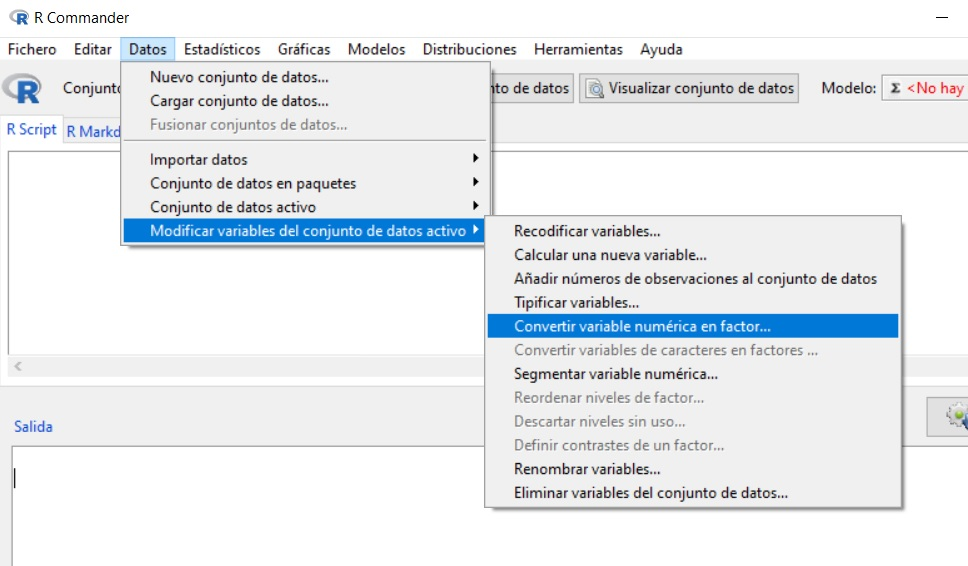 R Commander
Fichero Editar Datos Estadísticos Gráficas Modelos Distribuciones Herramientas Ayuda
R Conjunto de datos Visualizar conjunto de datos Modelo: Σ <No hay
R Script R Markd
Nuevo conjunto de datos...
Cargar conjunto de datos...
Fusionar conjuntos de datos...
Importar datos
Conjunto de datos en paquetes
Conjunto de datos activo
Modificar variables del conjunto de datos activo
Recodificar variables...
Calcular una nueva variable...
Añadir números de observaciones al conjunto de datos
Tipificar variables...
Convertir variable numérica en factor...
Convertir variables de caracteres en factores ...
Segmentar variable numérica...
Reordenar niveles de factor...
Descartar niveles sin uso...
Definir contrastes de un factor...
Renombrar variables...
Eliminar variables del conjunto de datos...
Salida